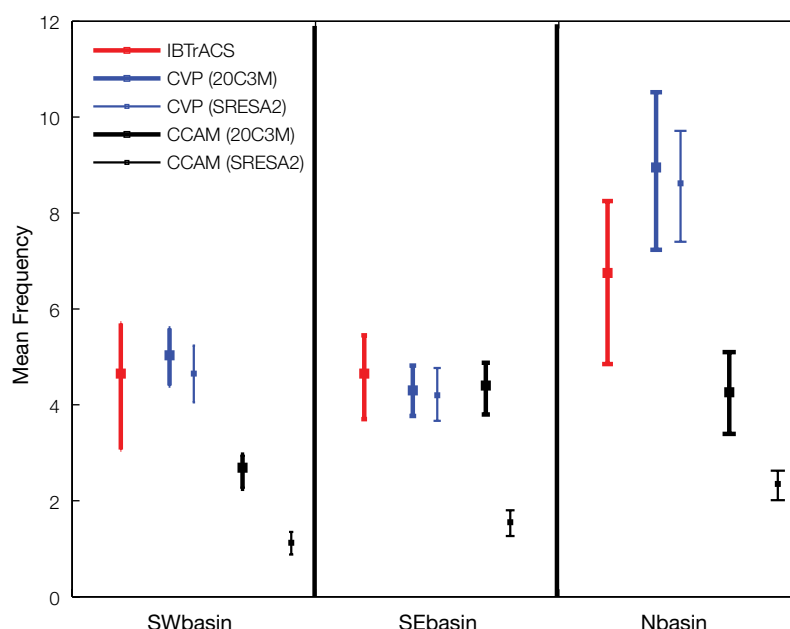 12
10
8
6
4
2
0
Mean Frequency
IBTrACS
CVP (20C3M)
CVP (SRESA2)
CCAM (20C3M)
CCAM (SRESA2)
SWbasin
SEbasin
Nbasin